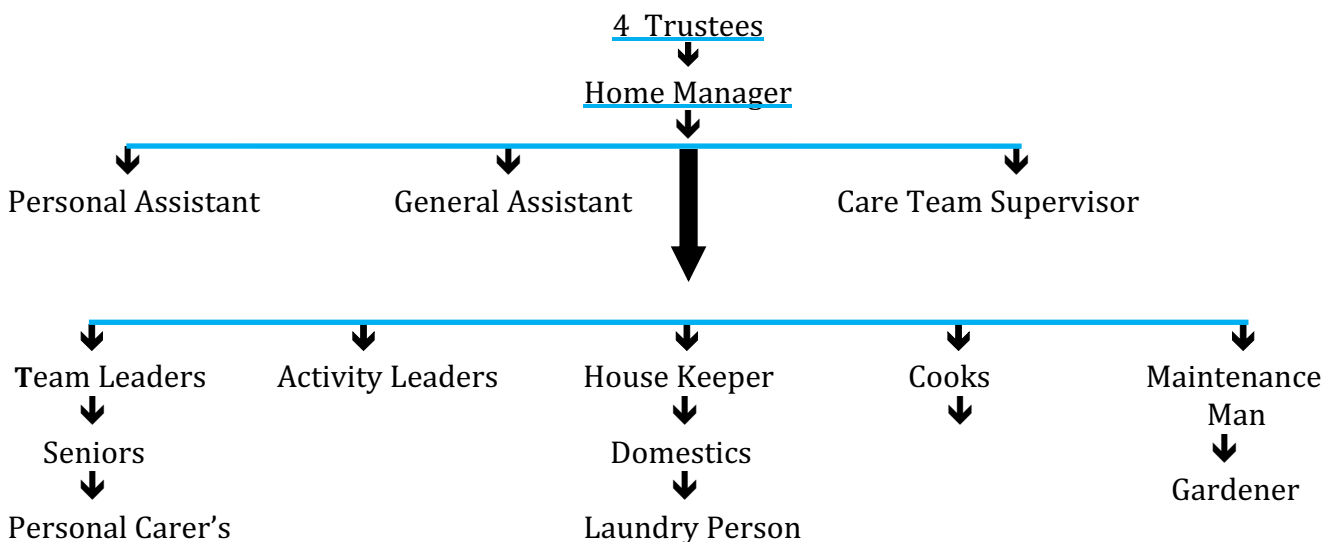 4 Trustees
Home Manager
Personal Assistant
General Assistant
Care Team Supervisor
Team Leaders
Activity Leaders
House Keeper
Cooks
Maintenance
Man
Seniors
Domestics
Gardener
Personal Carer’s
Laundry Person